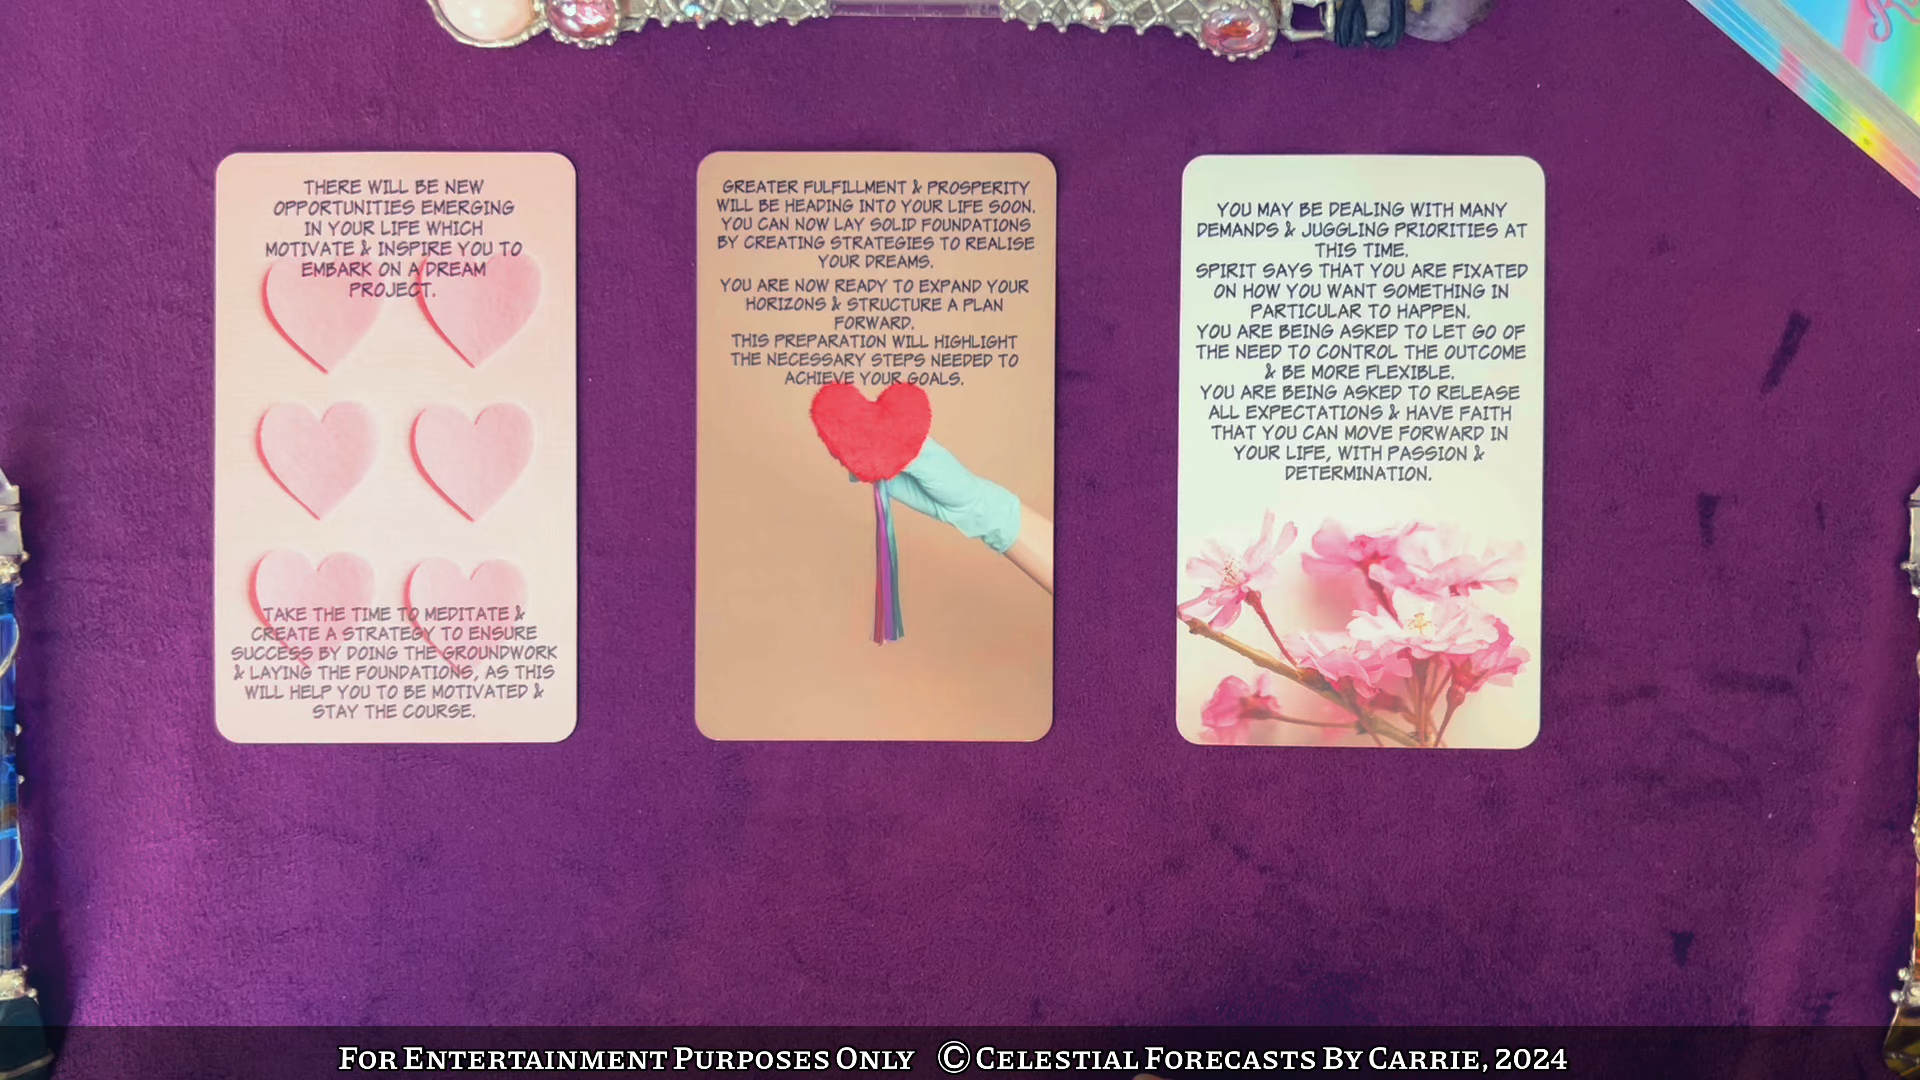 THERE WILL BE NEW
OPPORTUNITIES EMERGING
IN YOUR LIFE WHICH
MOTIVATE & INSPIRE YOU TO
EMBARK ON A DREAM
PROJECT.
TAKE THE TIME TO MEDITATE &
CREATE A STRATEGY TO ENSURE
SUCCESS BY DOING THE GROUNDWORK
& LAYING THE FOUNDATIONS, AS THIS
WILL HELP YOU TO BE MOTIVATED &
STAY THE COURSE.
GREATER FULFILLMENT & PROSPERITY
WILL BE HEADING INTO YOUR LIFE SOON.
YOU CAN NOW LAY SOLID FOUNDATIONS
BY CREATING STRATEGIES TO REALISE
YOUR DREAMS.
YOU ARE NOW READY TO EXPAND YOUR
HORIZONS & STRUCTURE A PLAN
FORWARD.
THIS PREPARATION WILL HIGHLIGHT
THE NECESSARY STEPS NEEDED TO
ACHIEVE YOUR GOALS.
YOU MAY BE DEALING WITH MANY
DEMANDS & JUGGLING PRIORITIES AT
THIS TIME.
SPIRIT SAYS THAT YOU ARE FIXATED
ON HOW YOU WANT SOMETHING IN
PARTICULAR TO HAPPEN.
YOU ARE BEING ASKED TO LET GO OF
THE NEED TO CONTROL THE OUTCOME
& BE MORE FLEXIBLE.
YOU ARE BEING ASKED TO RELEASE
ALL EXPECTATIONS & HAVE FAITH
THAT YOU CAN MOVE FORWARD IN
YOUR LIFE, WITH PASSION &
DETERMINATION.
For Entertainment Purposes Only © Celestial Forecasts By Carrie, 2024